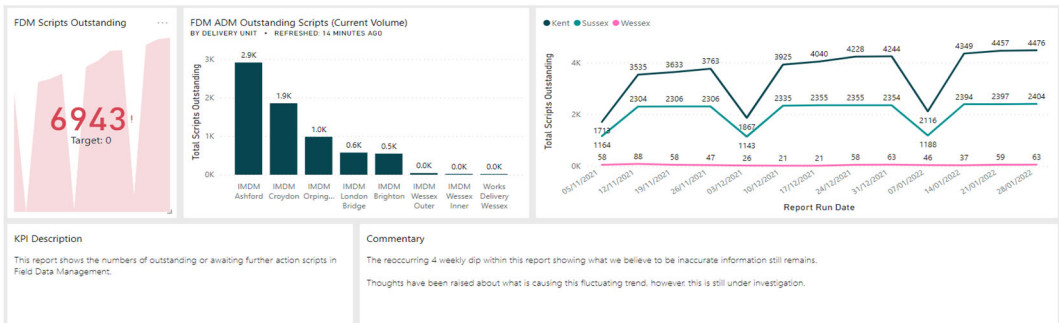 FDM Scripts Outstanding
...
6943!
Target: 0
FDM ADM Outstanding Scripts (Current Volume)
BY DELIVERY UNIT • REFRESHED: 14 MINUTES AGO
Total Scripts Outstanding
3K
2K
1K
0K
2.9K
1.9K
1.0K
0.6K
0.5K
0.0K
0.0K
0.0K
IMDM Ashford
IMDM Croydon
IMDM Orping...
IMDM London Bridge
IMDM Brighton
IMDM Wessex Outer
IMDM Wessex Inner
Works Delivery Wessex
Kent Sussex Wessex
Total Scripts Outstanding
4K
2K
0K
1713 3535 3633 3763 1867 3925 4040 4228 4244 2116 4349 4457 4476
1164 2304 2306 2306 1143 2335 2355 2355 2354 1188 2394 2397 2404
58 88 58 47 26 21 21 58 63 46 37 59 63
05/11/2021 12/11/2021 19/11/2021 26/11/2021 03/12/2021 10/12/2021 17/12/2021 24/12/2021 31/12/2021 07/01/2022 14/01/2022 21/01/2022 28/01/2022
Report Run Date
KPI Description
This report shows the numbers of outstanding or awaiting further action scripts in
Field Data Management.
Commentary
The reoccurring 4 weekly dip within this report showing what we believe to be inaccurate information still remains.
Thoughts have been raised about what is causing this fluctuating trend, however, this is still under investigation.